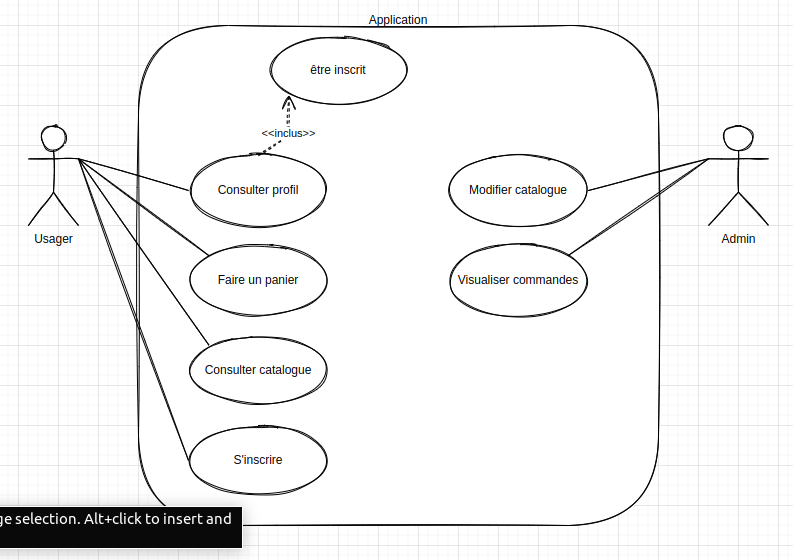 Application
être inscrit
<<inclus>>
Consulter profil
Modifier catalogue
Usager
Admin
Faire un panier
Visualiser commandes
Consulter catalogue
S'inscrire
selection. Alt+click to insert and